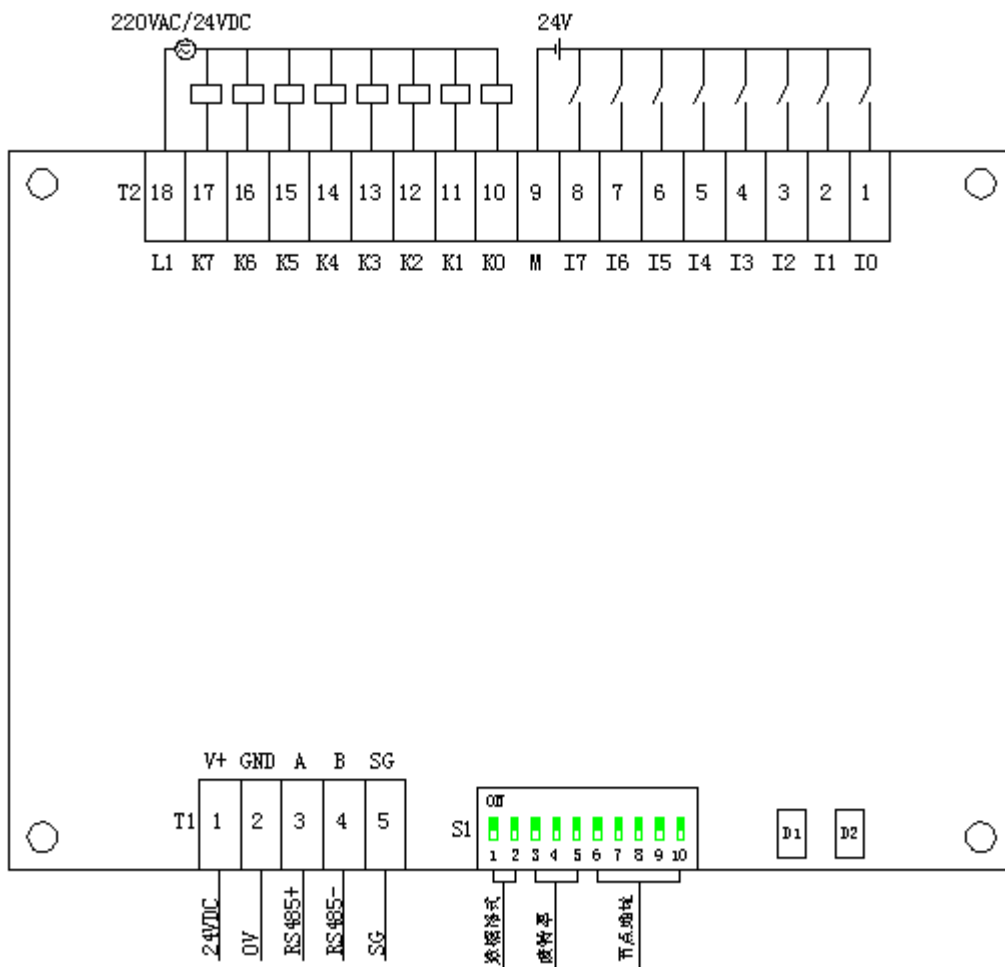 220VAC/24VDC 24V
T2 18 17 16 15 14 13 12 11 10 9 8 7 6 5 4 3 2 1
L1 K7 K6 K5 K4 K3 K2 K1 K0 M I7 I6 I5 I4 I3 I2 I1 I0
V+ GND A B SG
T1 1 2 3 4 5
S1
1 2 3 4 5 6 7 8 9 10
D1 D2
24VDC
0V
RS485+
RS485-
SG
数据格式
波特率
节点地址